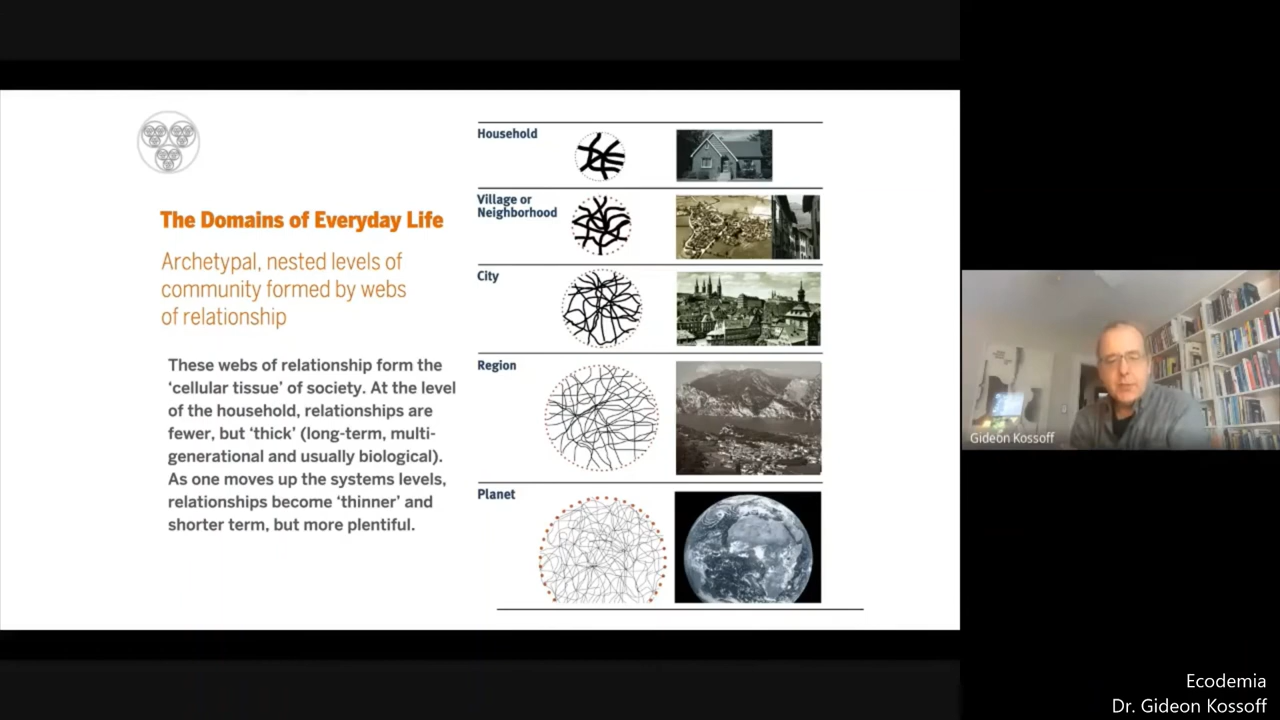 The Domains of Everyday Life
Archetypal, nested levels of
community formed by webs
of relationship
These webs of relationship form the
‘cellular tissue’ of society. At the level
of the household, relationships are
fewer, but ‘thick’ (long-term, multi-
generational and usually biological).
As one moves up the systems levels,
relationships become ‘thinner’ and
shorter term, but more plentiful.
Household
Village or
Neighborhood
City
Region
Planet
Gideon Kossoff
Ecodemia
Dr. Gideon Kossoff